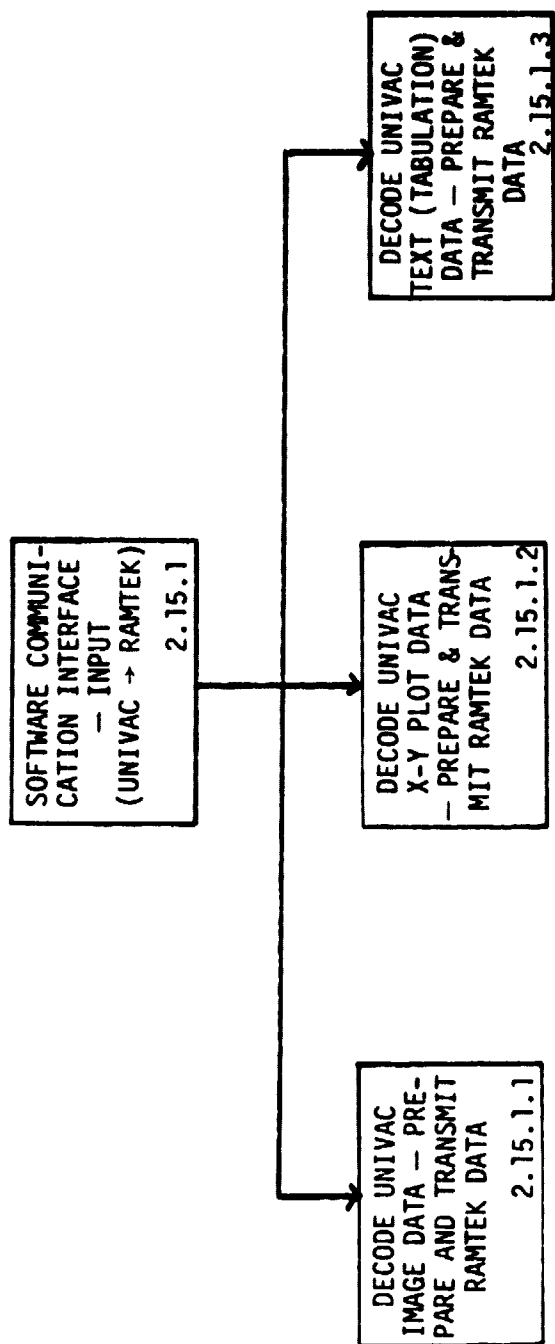 SOFTWARE COMMUNI-
CATION INTERFACE
— INPUT
(UNIVAC → RAMTEK)
2.15.1
DECODE UNIVAC
IMAGE DATA — PRE-
PARE AND TRANSMIT
RAMTEK DATA
2.15.1.1
DECODE UNIVAC
X-Y PLOT DATA
— PREPARE & TRANS-
MIT RAMTEK DATA
2.15.1.2
DECODE UNIVAC
TEXT (TABULATION)
DATA — PREPARE &
TRANSMIT RAMTEK
DATA
2.15.1.3